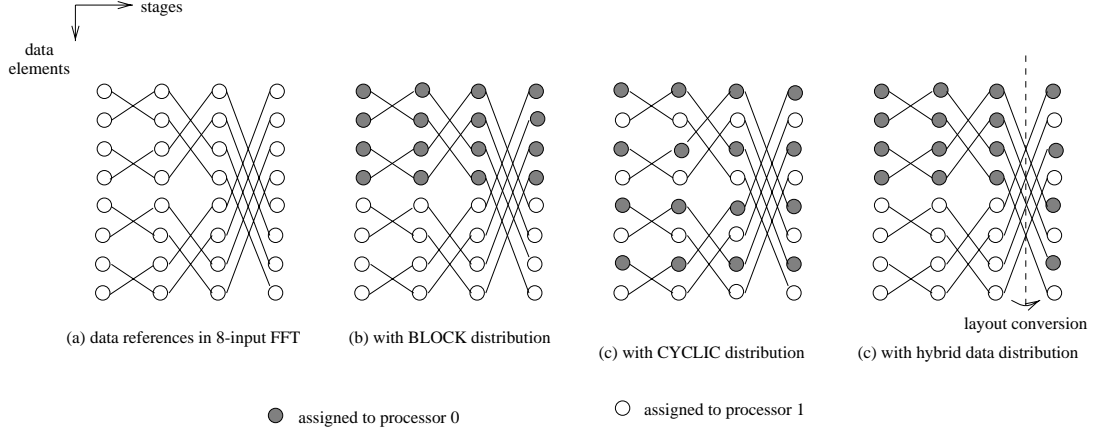 stages
data
elements
(a) data references in 8-input FFT
(b) with BLOCK distribution
(c) with CYCLIC distribution
layout conversion
(c) with hybrid data distribution
assigned to processor 0
assigned to processor 1